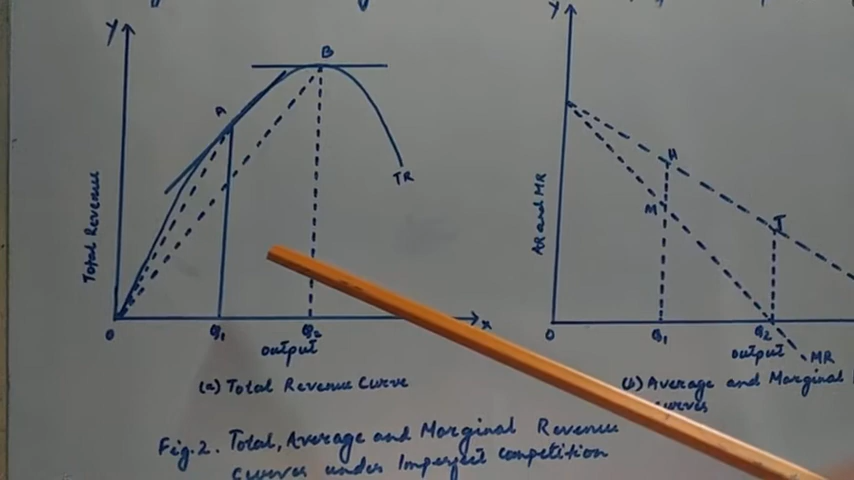 Y
B
A
TR
Total Revenue
O
Q1
Q2
x
output
(a) Total Revenue Curve
Y
H
M
T
AR and MR
O
Q1
Q2
output
MR
(b) Average and Marginal
curves
Fig.2. Total, Average and Marginal Revenue
curves under Imperfect competition